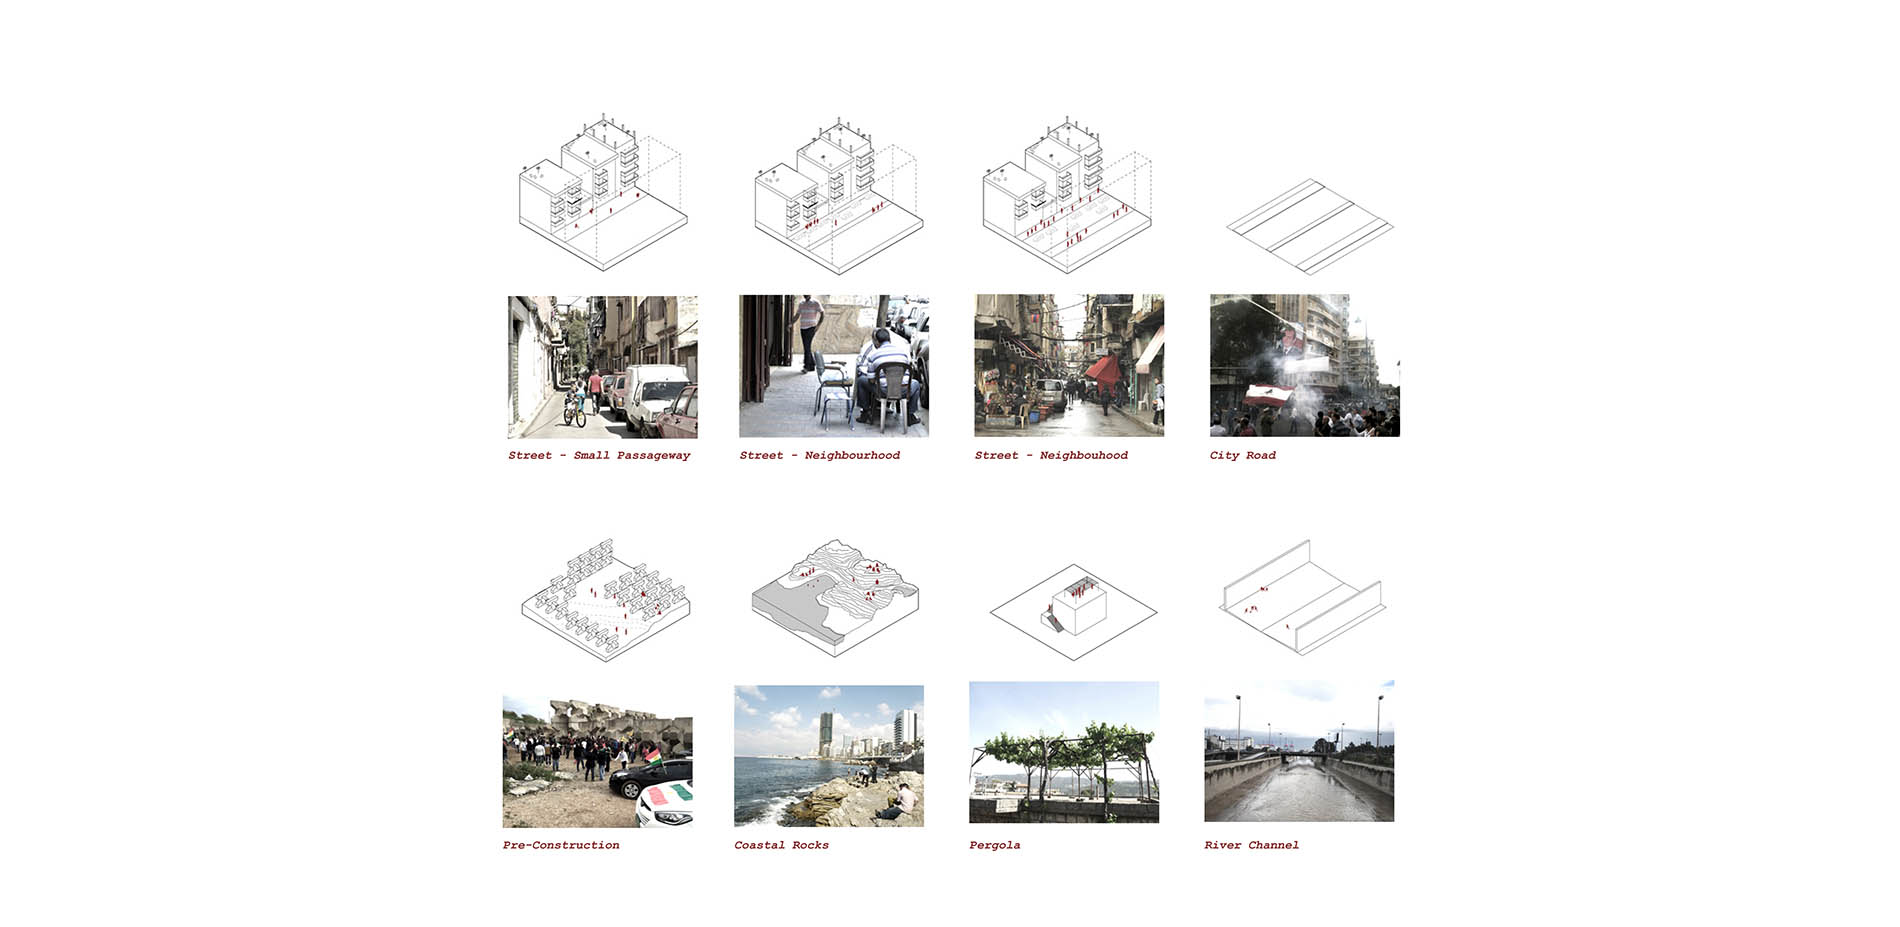 Street - Small Passageway
Street - Neighbourhood
Street - Neighbouhood
City Road
Pre-Construction
Coastal Rocks
Pergola
River Channel